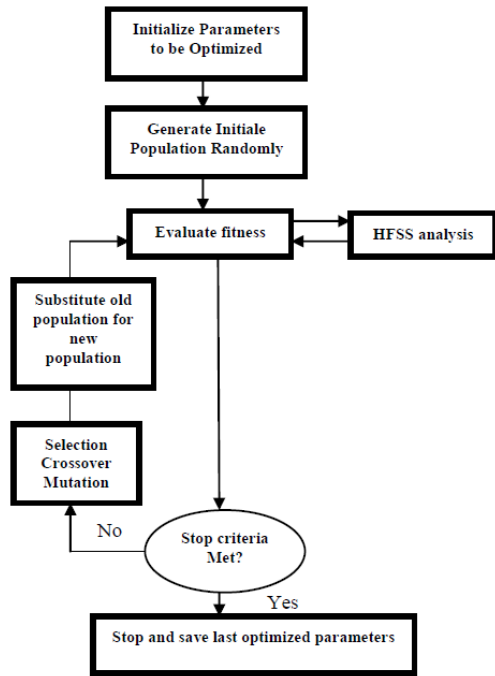 Initialize Parameters
to be Optimized
Generate Initiale
Population Randomly
Evaluate fitness
HFSS analysis
Substitute old
population for
new
population
Selection
Crossover
Mutation
No
Stop criteria
Met?
Yes
Stop and save last optimized parameters